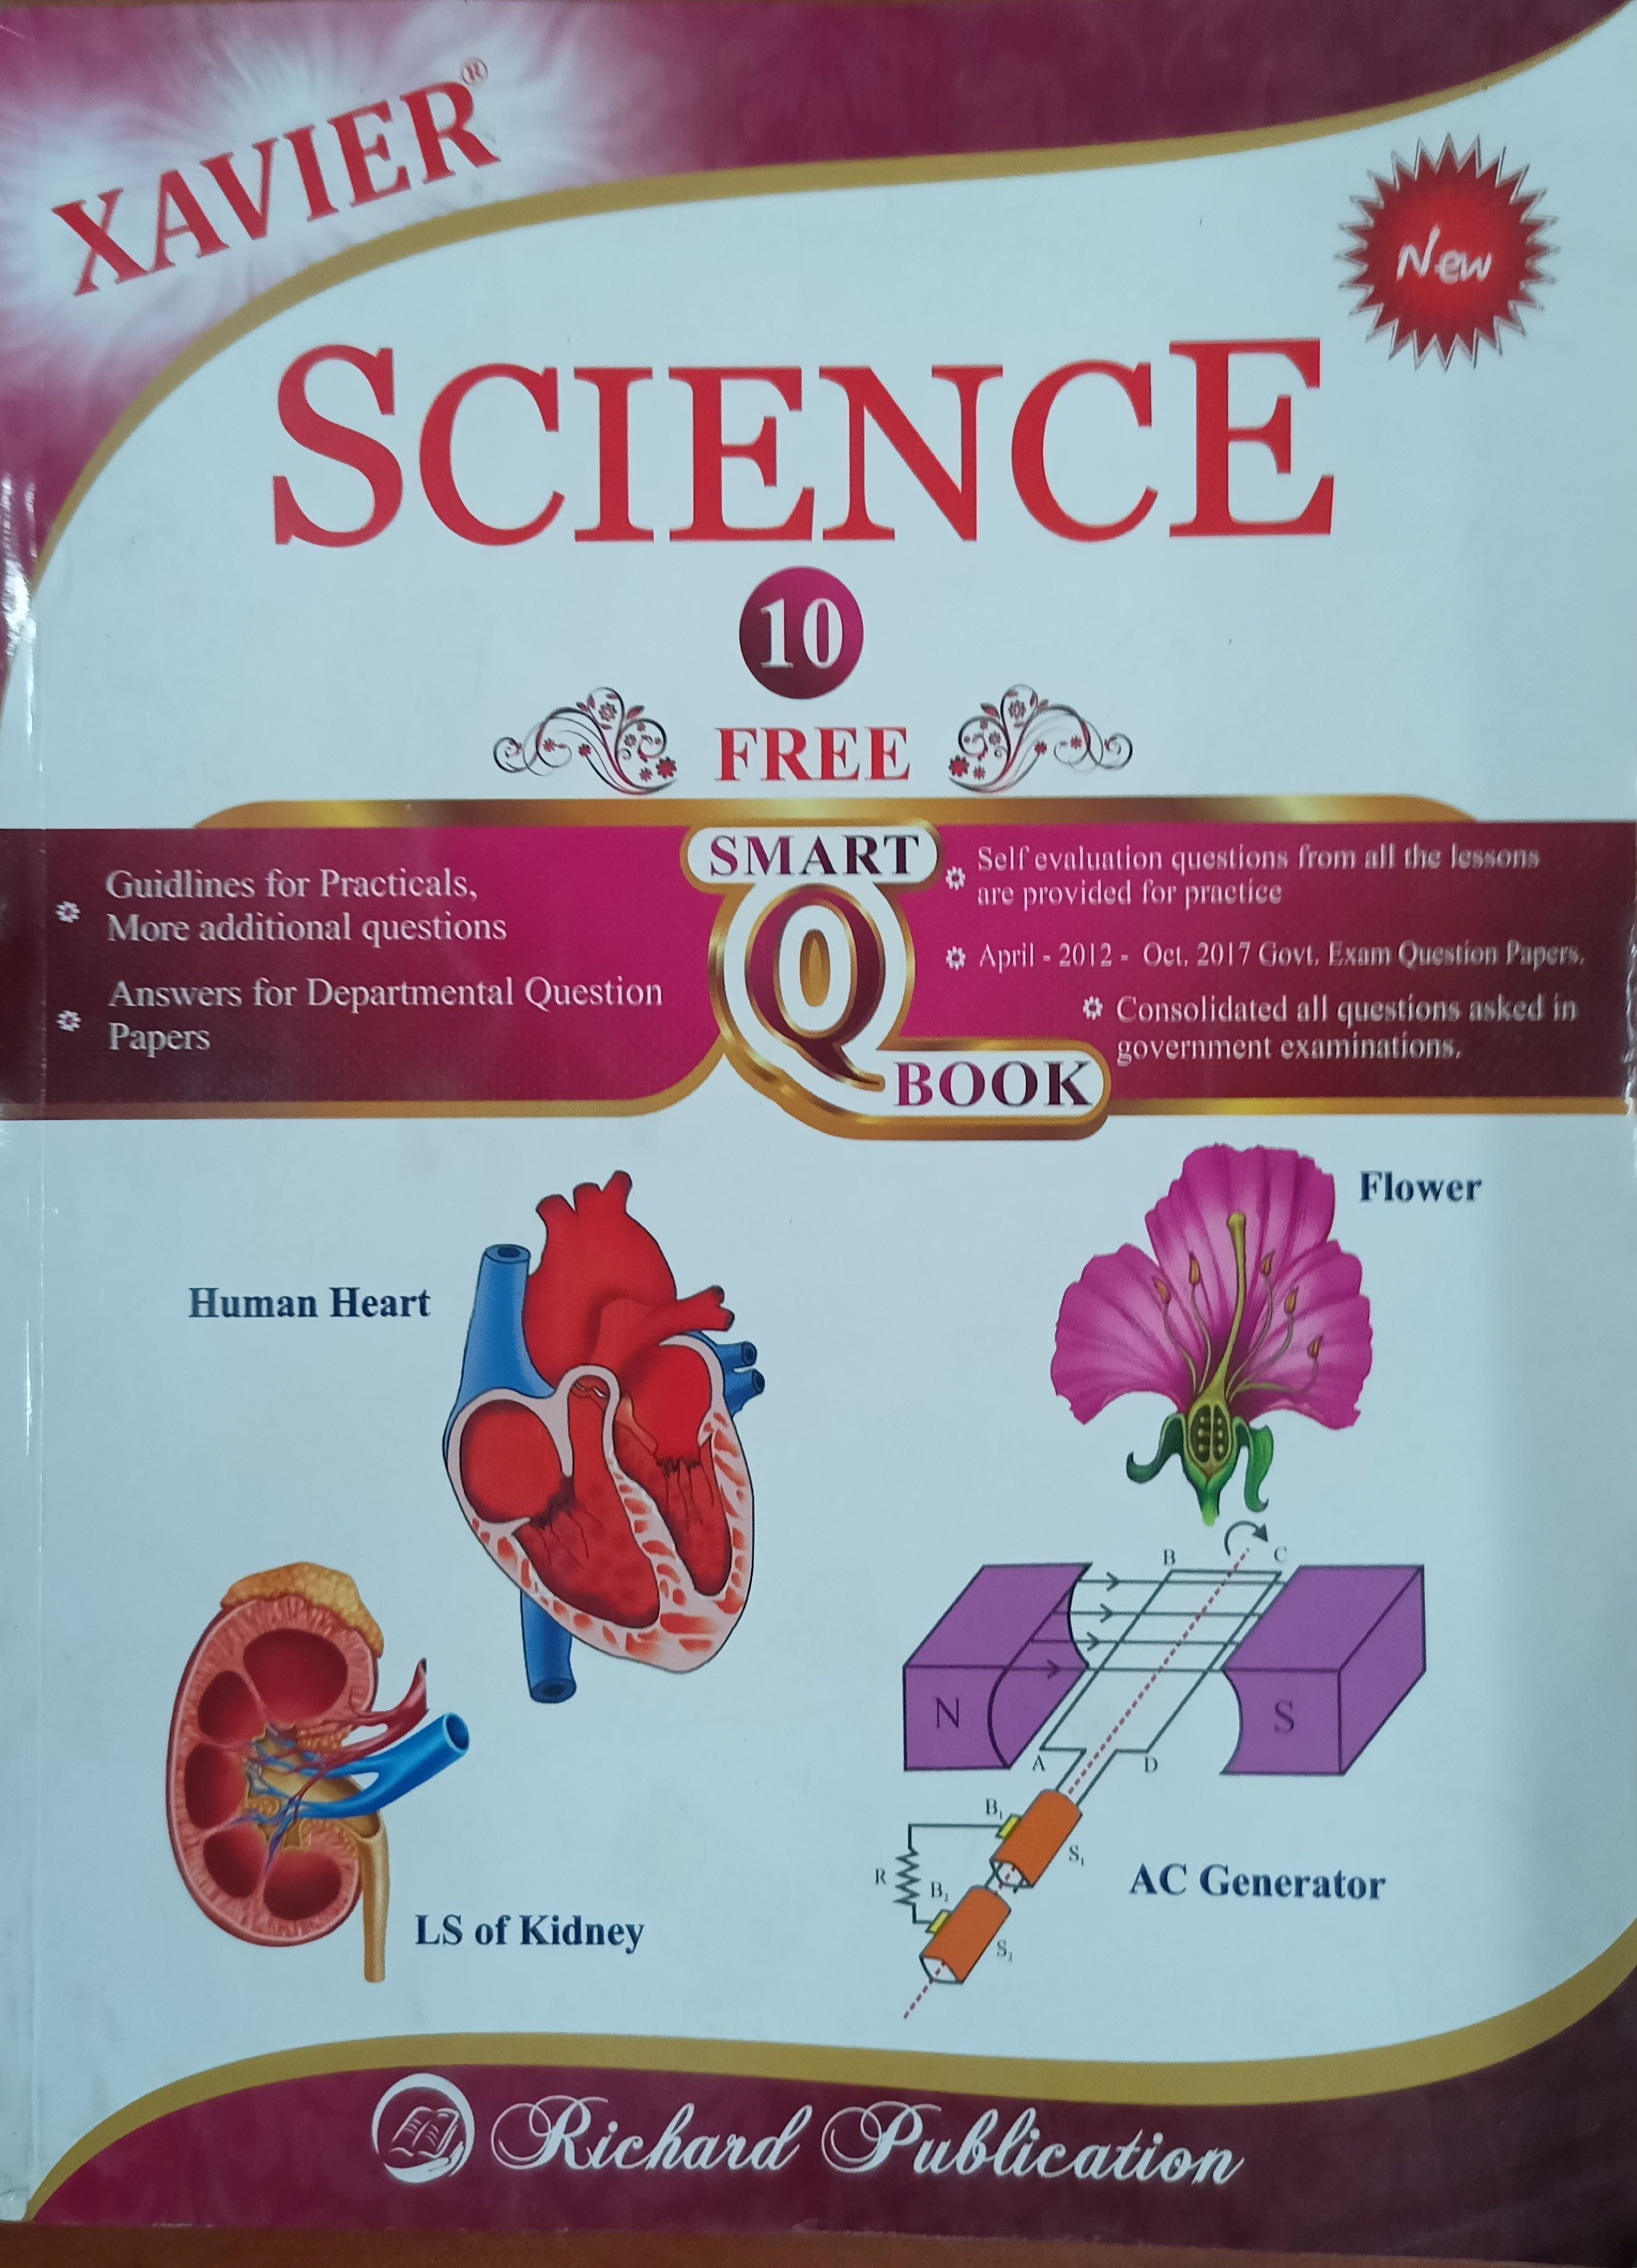 XAVIER®
New
SCIENCE
10
FREE
SMART
Q
BOOK
Guidlines for Practicals,
More additional questions
Answers for Departmental Question
Papers
Self evaluation questions from all the lessons
are provided for practice
April - 2012 - Oct. 2017 Govt. Exam Question Papers.
Consolidated all questions asked in
government examinations.
Flower
Human Heart
B
C
N
S
A
D
B₁
S₁
R
B₂
S₂
AC Generator
LS of Kidney
Richard Publication